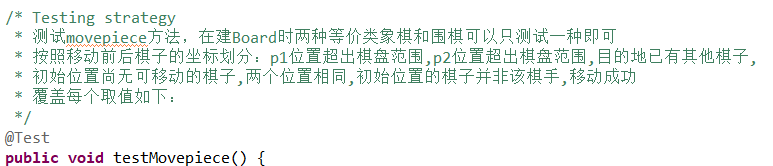 /* Testing strategy
* 测试movepiece方法，在建Board时两种等价类象棋和围棋可以只测试一种即可
* 按照移动前后棋子的坐标划分：p1位置超出棋盘范围,p2位置超出棋盘范围,目的地已有其他棋子,
* 初始位置尚无可移动的棋子,两个位置相同,初始位置的棋子并非该棋手,移动成功
* 覆盖每个取值如下：
*/
@Test
public void testMovepiece() {